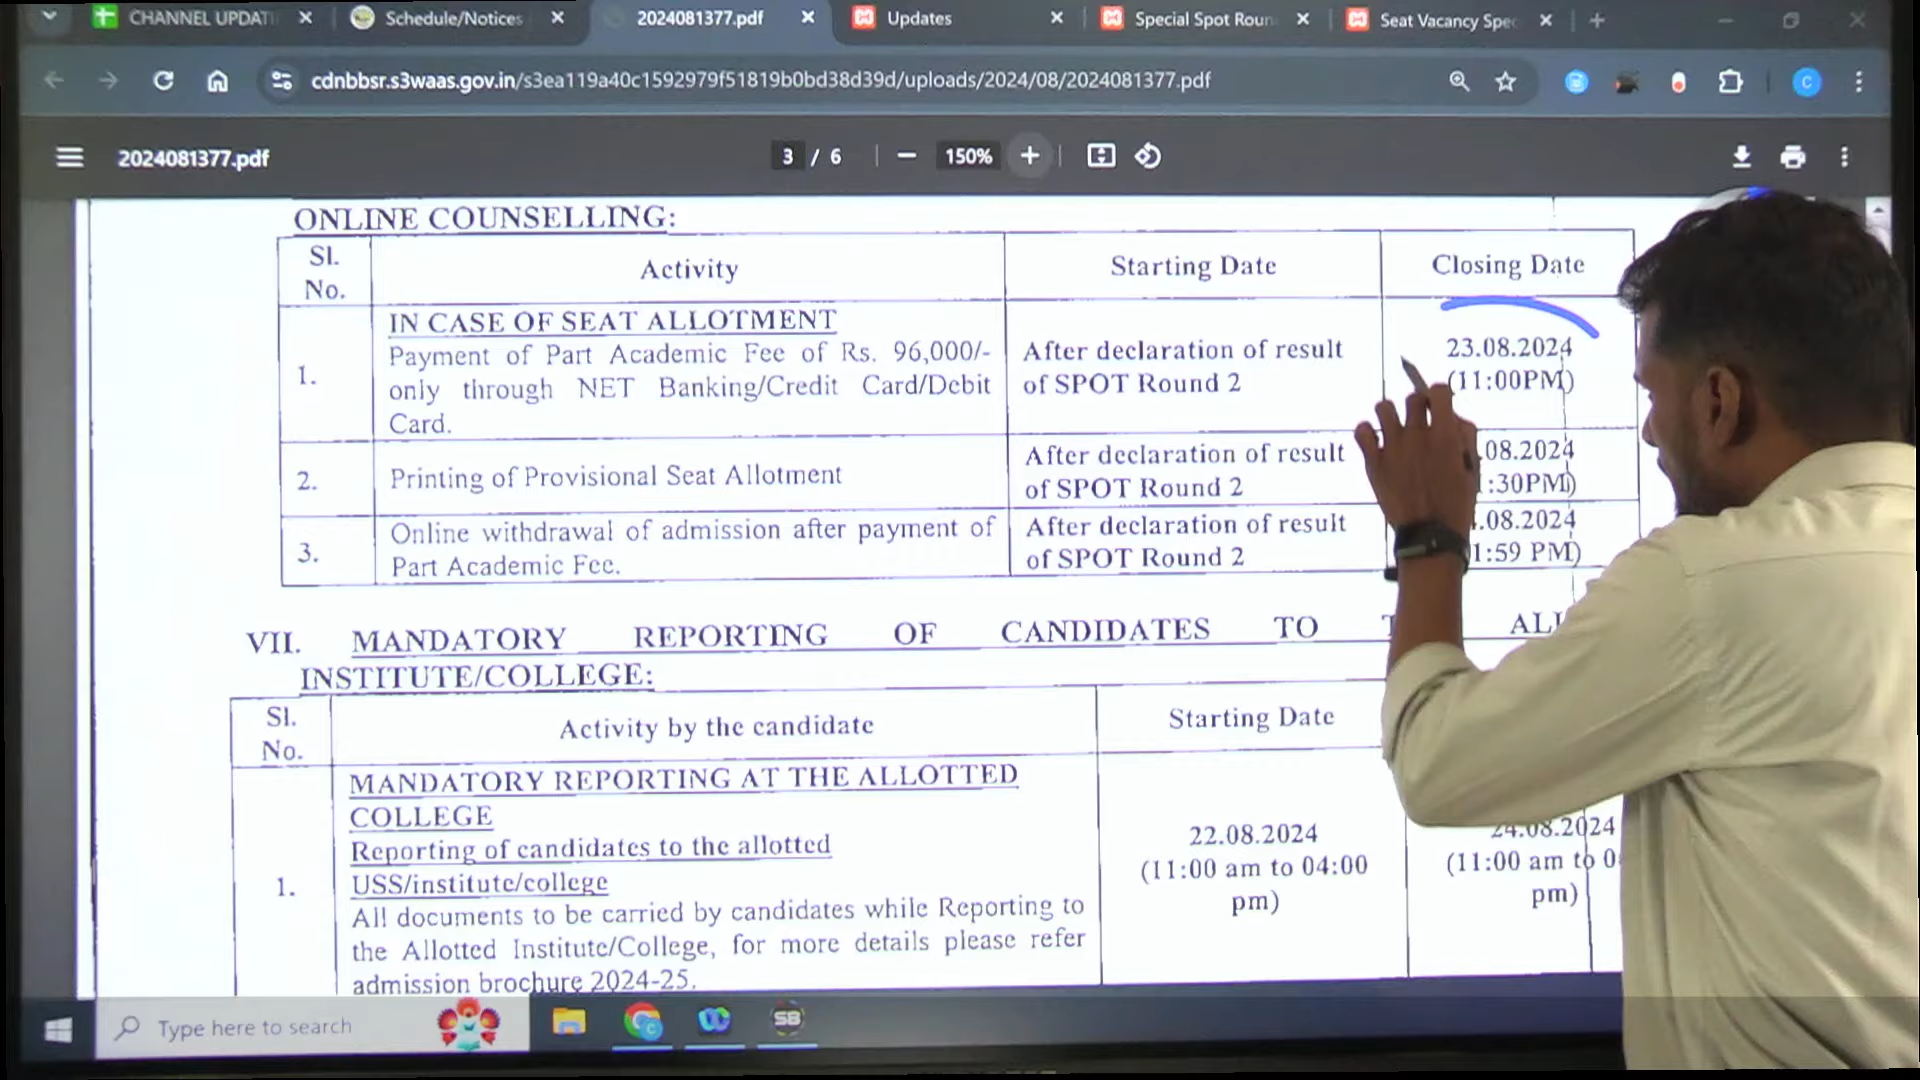 CHANNEL UPDATI
Schedule/Notices
2024081377.pdf
Updates
Special Spot Roun
Seat Vacancy Spec
cdnbbsr.s3waas.gov.in/s3ea119a40c1592979f51819b0bd38d39d/uploads/2024/08/2024081377.pdf
C
2024081377.pdf
3 / 6
150%
ONLINE COUNSELLING:
Sl. No.
Activity
Starting Date
Closing Date
1.
IN CASE OF SEAT ALLOTMENT
Payment of Part Academic Fee of Rs. 96,000/-
only through NET Banking/Credit Card/Debit
Card.
After declaration of result
of SPOT Round 2
23.08.2024
(11:00PM)
2.
Printing of Provisional Seat Allotment
After declaration of result
of SPOT Round 2
.08.2024
:30PM)
3.
Online withdrawal of admission after payment of
Part Academic Fee.
After declaration of result
of SPOT Round 2
.08.2024
1:59 PM)
VII. MANDATORY REPORTING OF CANDIDATES TO
INSTITUTE/COLLEGE:
Sl.
No.
Activity by the candidate
Starting Date
1.
MANDATORY REPORTING AT THE ALLOTTED
COLLEGE
Reporting of candidates to the allotted
USS/institute/college
All documents to be carried by candidates while Reporting to
the Allotted Institute/College, for more details please refer
admission brochure 2024-25.
22.08.2024
(11:00 am to 04:00
pm)
24.08.2024
(11:00 am to 0
pm)
Type here to search
SB